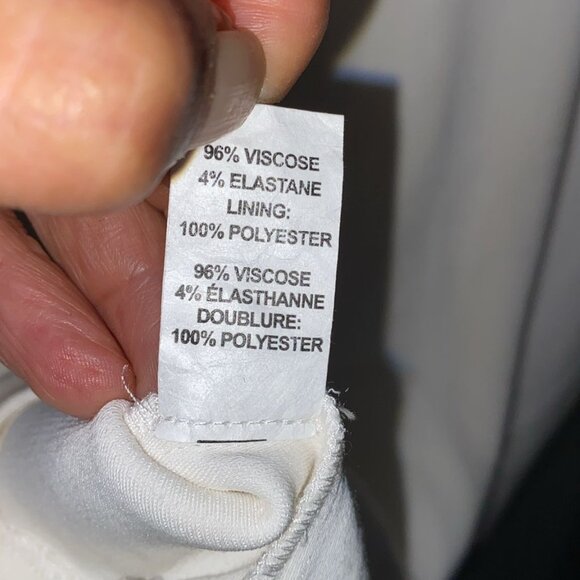 96% VISCOSE
4% ELASTANE
LINING:
100% POLYESTER
96% VISCOSE
4% ÉLASTHANNE
DOUBLURE:
100% POLYESTER